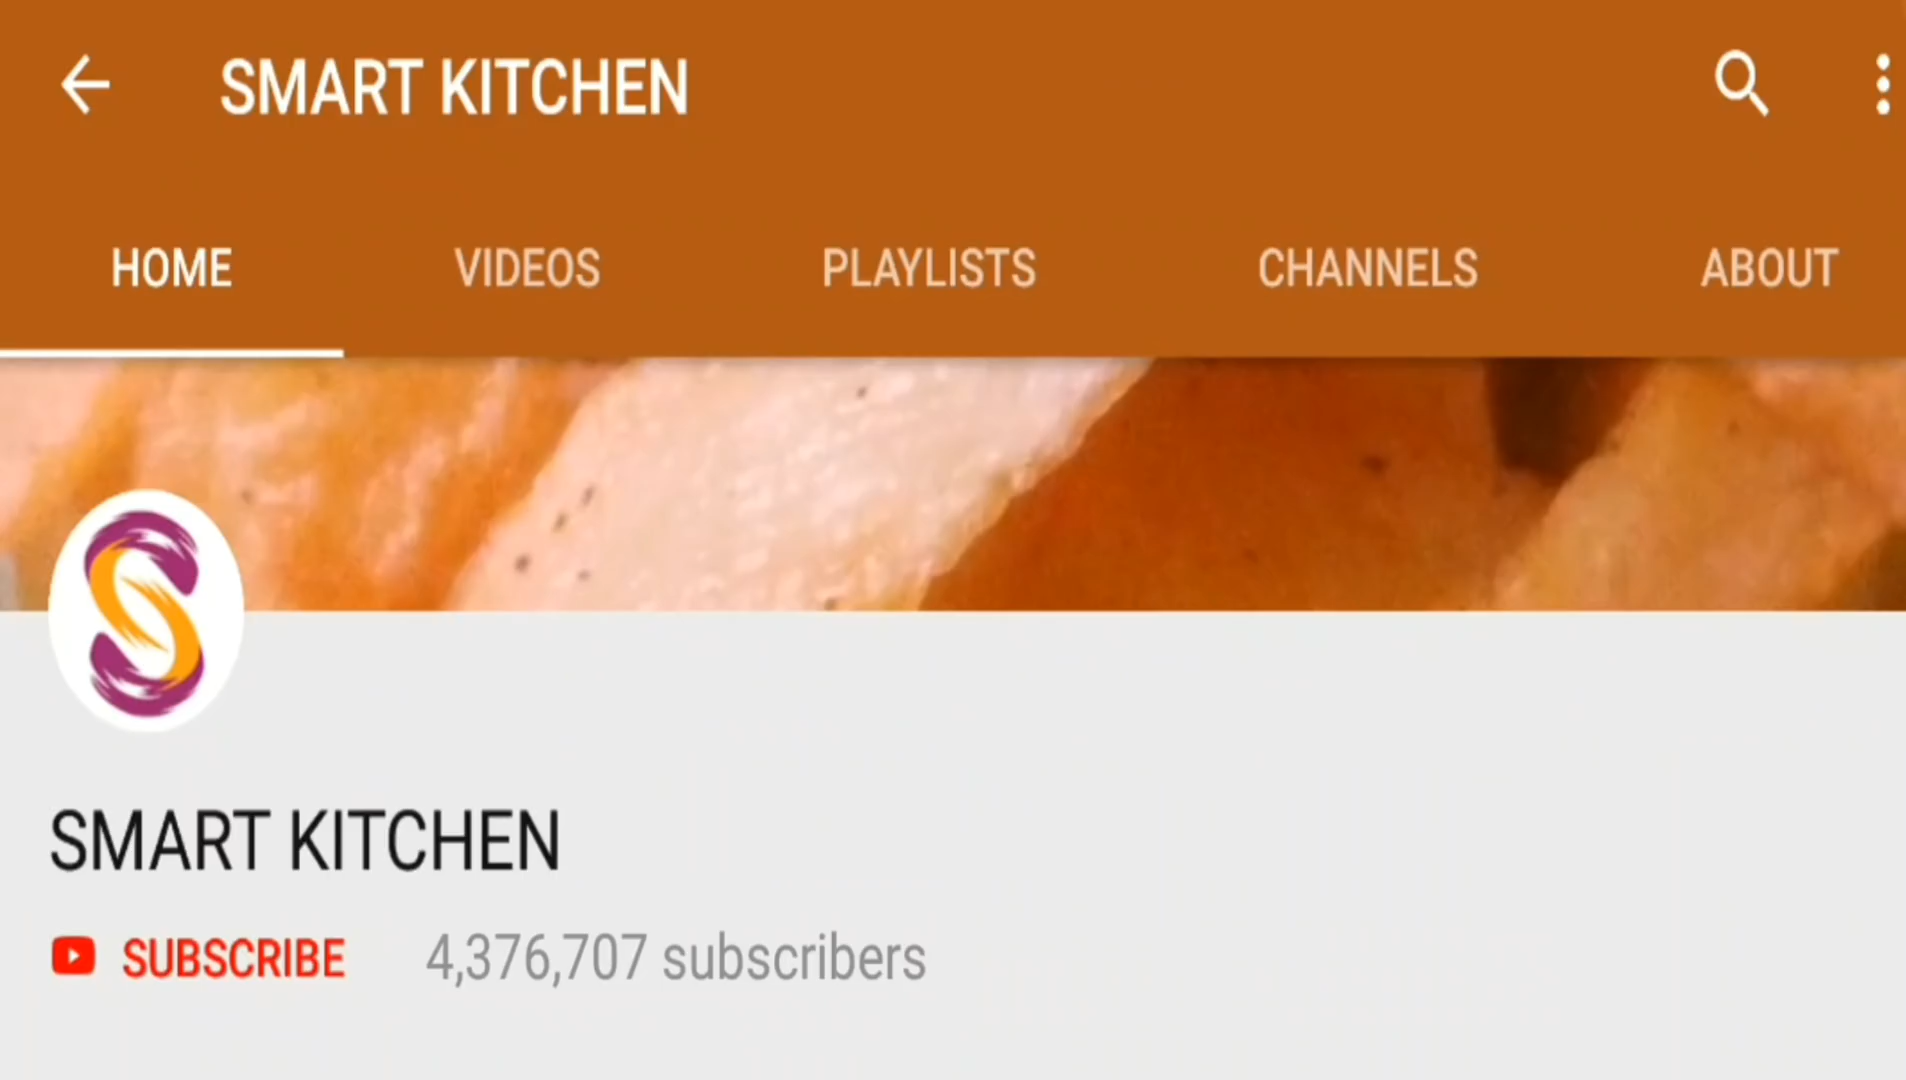 SMART KITCHEN
HOME VIDEOS PLAYLISTS CHANNELS ABOUT
SMART KITCHEN
SUBSCRIBE 4,376,707 subscribers